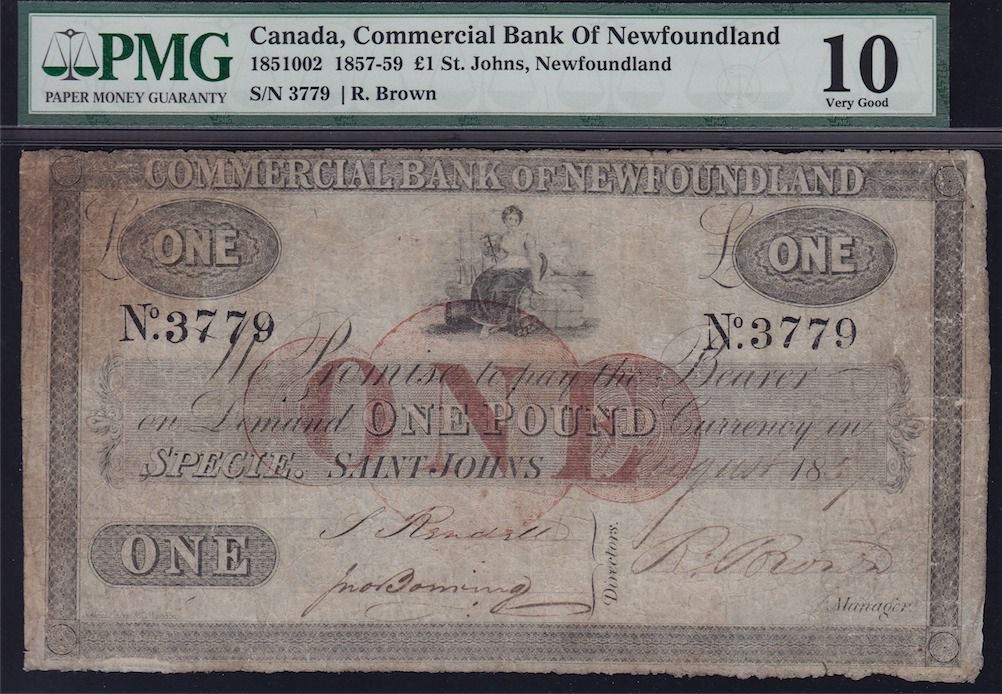 PMG
PAPER MONEY GUARANTY
Canada, Commercial Bank Of Newfoundland
1851002 1857-59 £1 St. Johns, Newfoundland
S/N 3779 | R. Brown
10
Very Good
COMMERCIAL BANK OF NEWFOUNDLAND
£ ONE
£ ONE
No. 3779
No. 3779
ONE
We Promise to pay the Bearer
on Demand ONE POUND Currency in
SPECIE. SAINT JOHNS August 185
ONE
Directors.
R. Brown
Manager